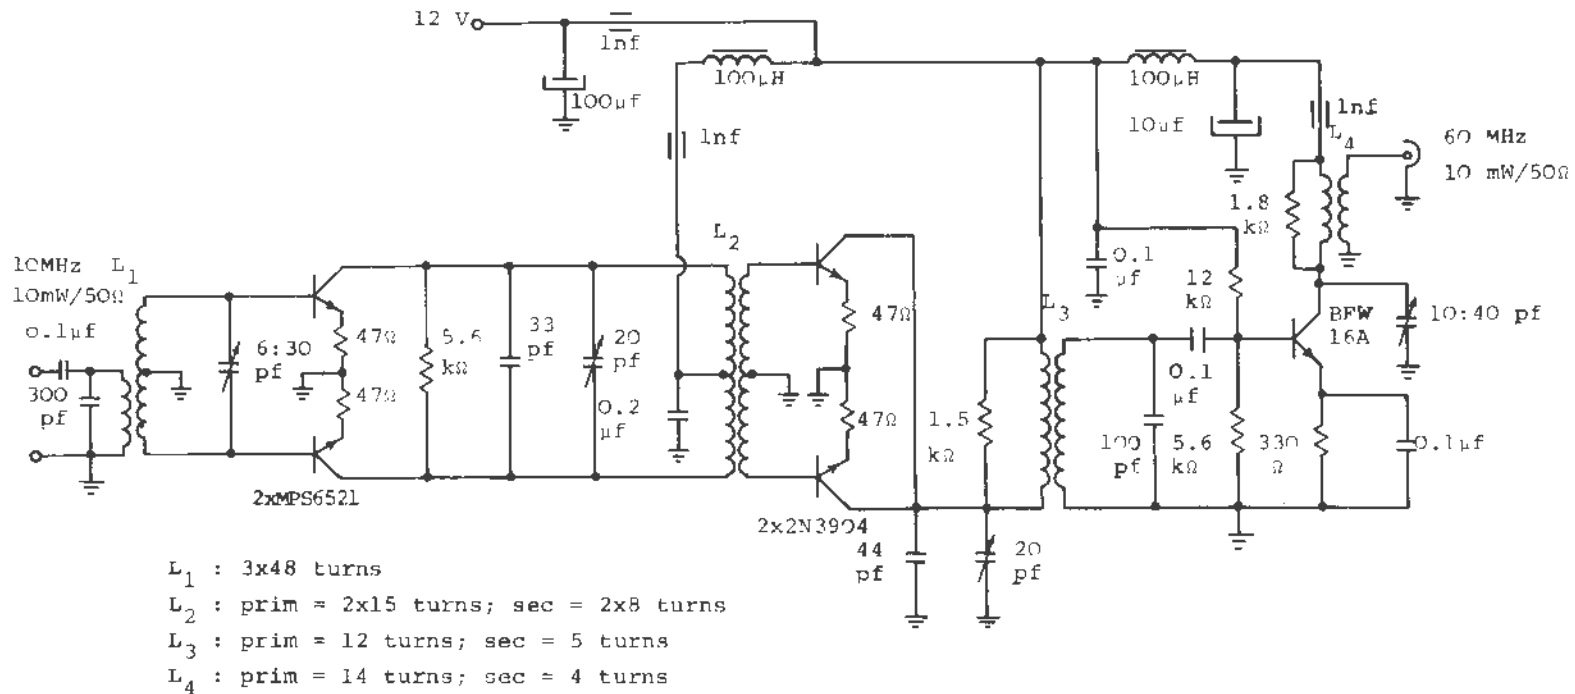 12 V
1nf
100µf
100µH
1nf
100µH
10uf
1nf
L4
60 MHz
10 mW/50Ω
1.8
kΩ
10MHz L1
10mW/50Ω
0.1µf
300
pf
6:30
pf
47Ω
47Ω
2xMPS6521
5.6
kΩ
33
pf
20
pf
L2
0.2
µf
47Ω
47Ω
2x2N3904
44
pf
20
pf
1.5
kΩ
L3
0.1
µf
12
kΩ
100
pf
0.1
µf
5.6
kΩ
BFW
16A
330
Ω
10:40 pf
0.1µf
L1 : 3x48 turns
L2 : prim = 2x15 turns; sec = 2x8 turns
L3 : prim = 12 turns; sec = 5 turns
L4 : prim = 14 turns; sec = 4 turns